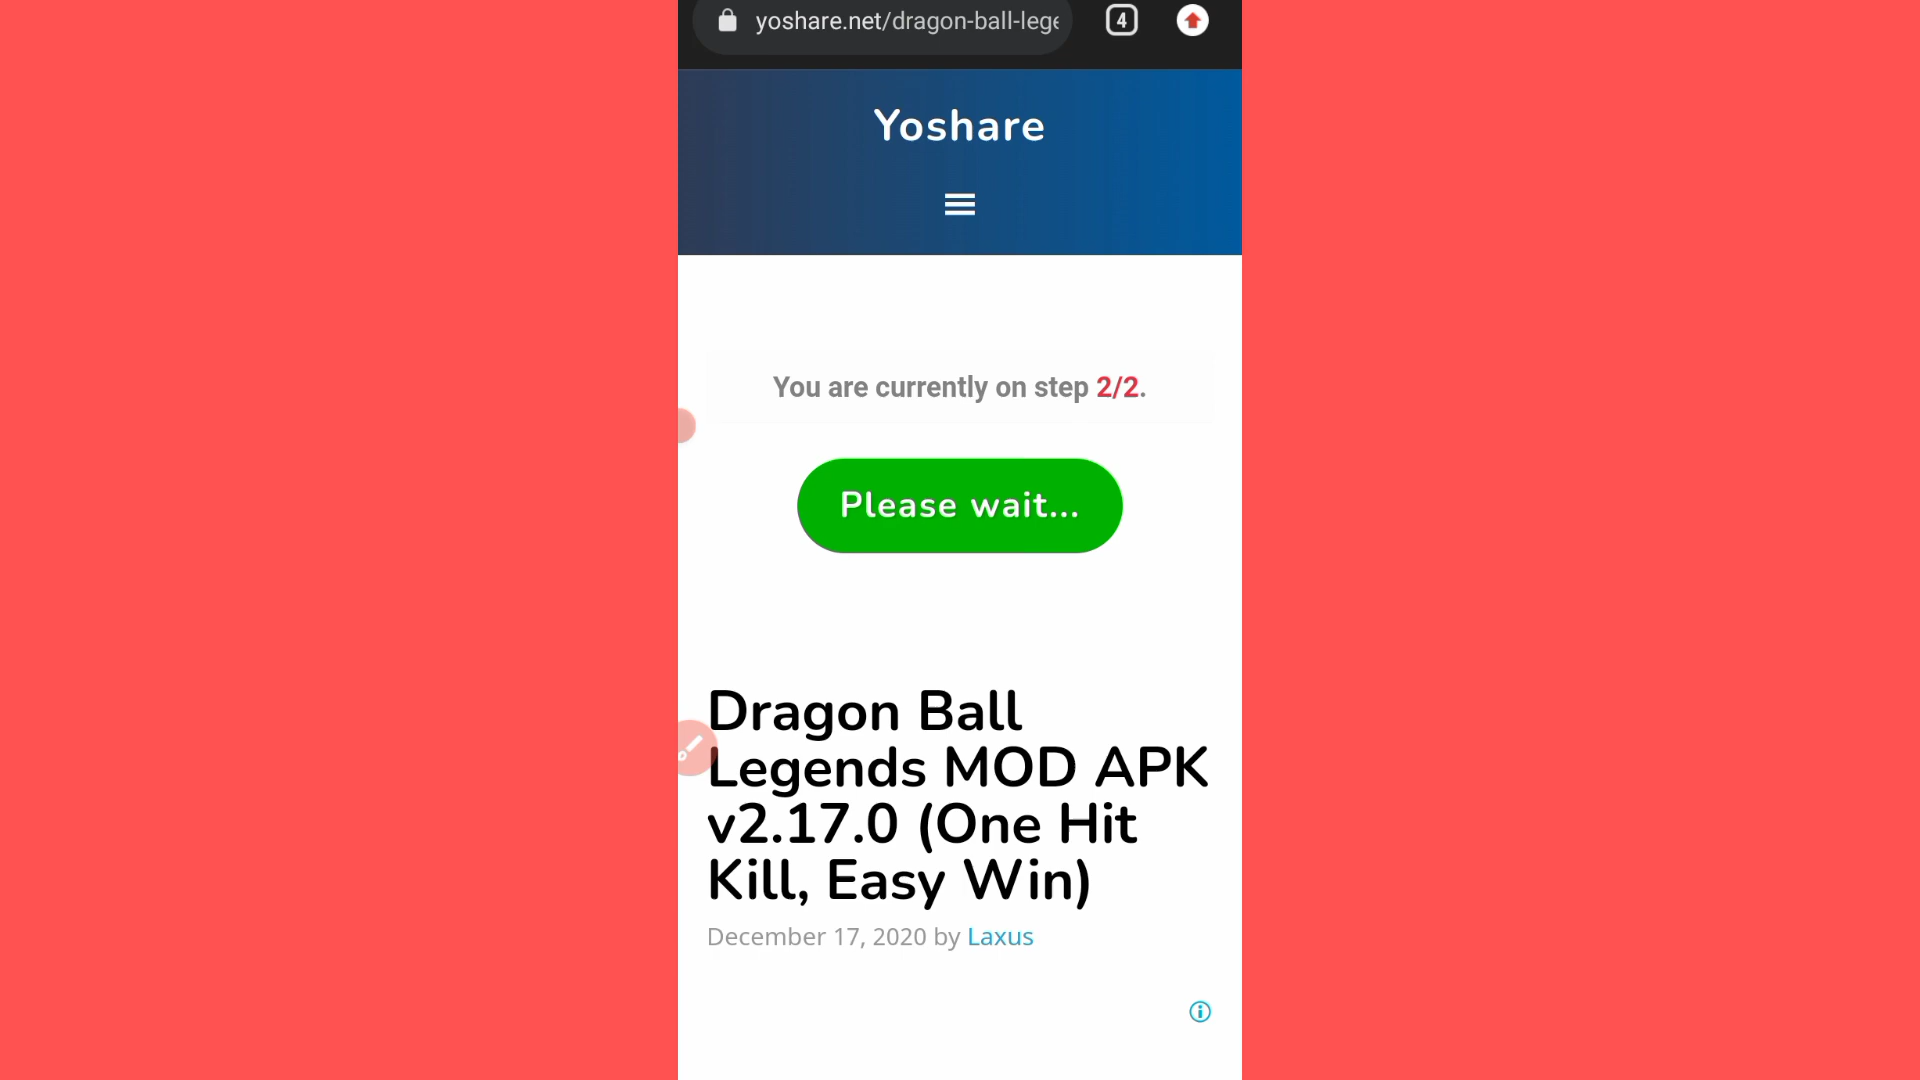 yoshare.net/dragon-ball-lege
4
Yoshare
You are currently on step 2/2.
Please wait...
Dragon Ball
Legends MOD APK
v2.17.0 (One Hit
Kill, Easy Win)
December 17, 2020 by Laxus